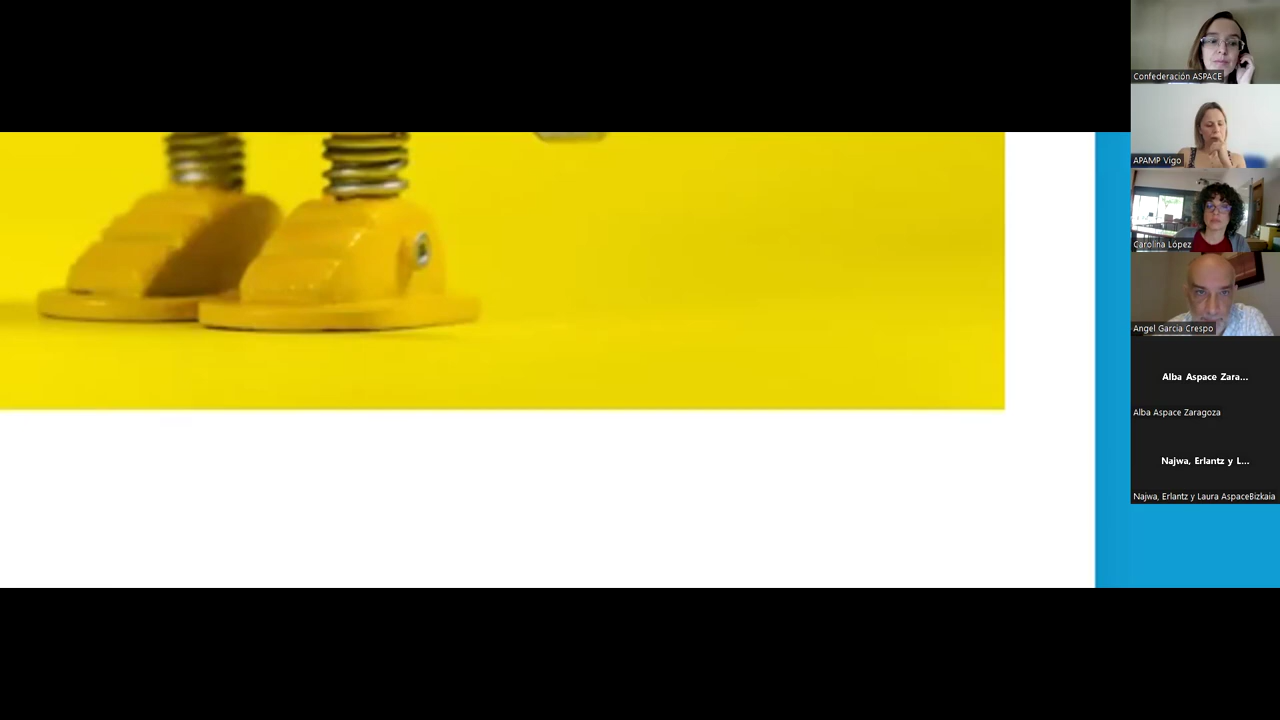 Confederación ASPACE
APAMP Vigo
Carolina López
Angel Garcia Crespo
Alba Aspace Zara...
Alba Aspace Zaragoza
Najwa, Erlantz y L...
Najwa, Erlantz y Laura AspaceBizkaia